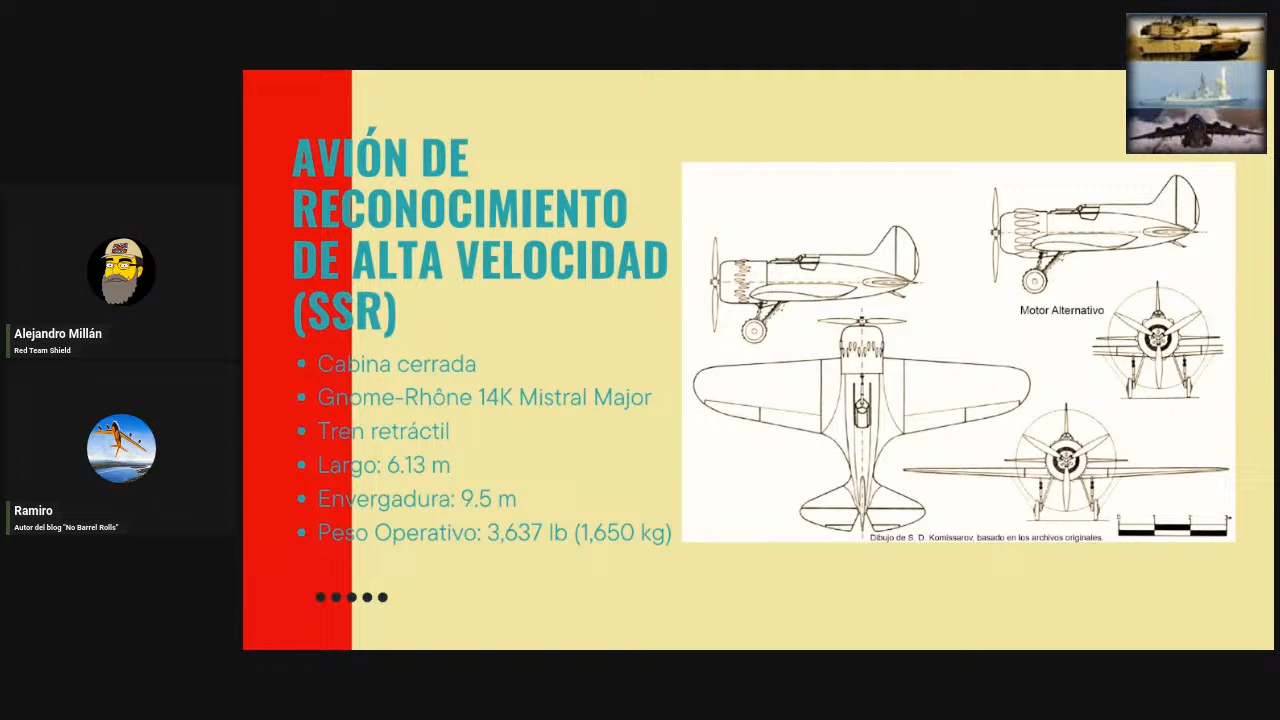 AVIÓN DE
RECONOCIMIENTO
DE ALTA VELOCIDAD
(SSR)
Cabina cerrada
Gnome-Rhône 14K Mistral Major
Tren retráctil
Largo: 6.13 m
Envergadura: 9.5 m
Peso Operativo: 3,637 lb (1,650 kg)
Motor Alternativo
Dibujo de S. D. Komissarov, basado en los archivos originales.
Alejandro Millán
Red Team Shield
Ramiro
Autor del blog "No Barrel Rolls"